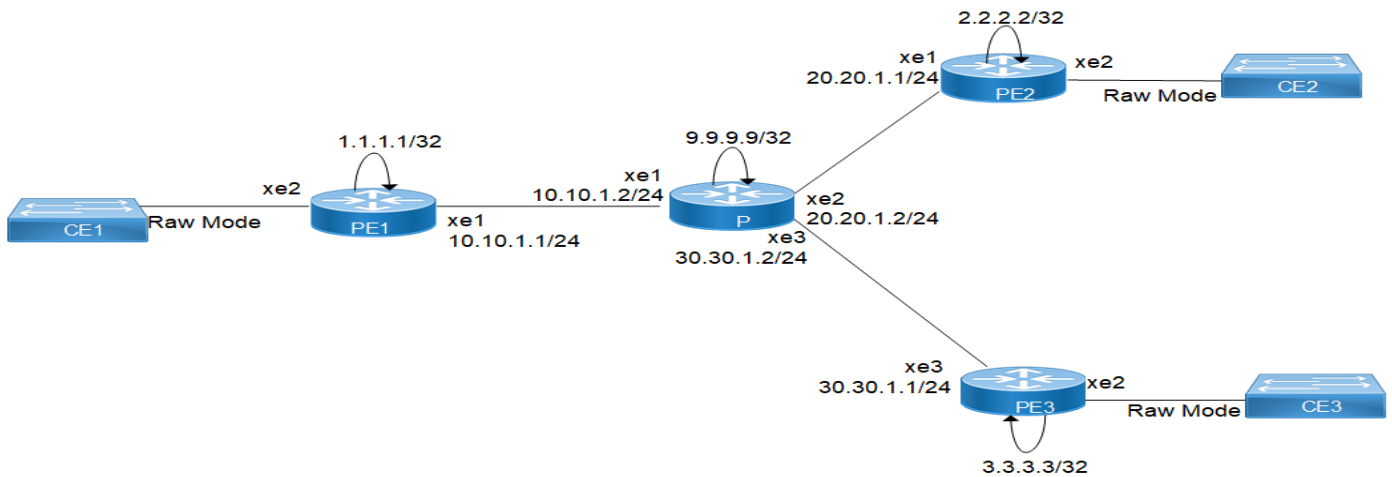 2.2.2.2/32
xe1
20.20.1.1/24
PE2
xe2
Raw Mode
CE2
1.1.1.1/32
9.9.9.9/32
xe2
Raw Mode
CE1
PE1
xe1
10.10.1.1/24
xe1
10.10.1.2/24
P
xe2
20.20.1.2/24
xe3
30.30.1.2/24
xe3
30.30.1.1/24
PE3
xe2
Raw Mode
CE3
3.3.3.3/32